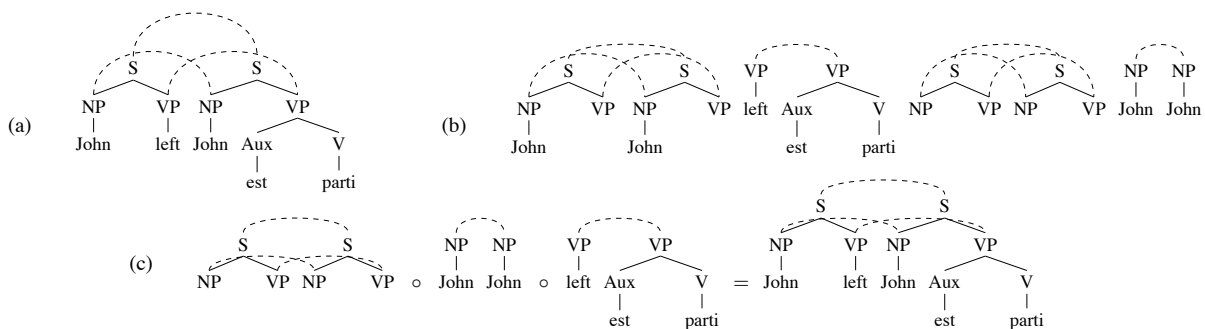 (a)
S S
NP VP NP VP
John left John Aux V
est parti
(b)
S S VP VP S S NP NP
NP VP NP VP left Aux V NP VP NP VP John John
John John est parti
(c)
S S NP NP VP VP S S
NP VP NP VP ∘ John John ∘ left Aux V = NP VP NP VP
est parti John left John Aux V
est parti